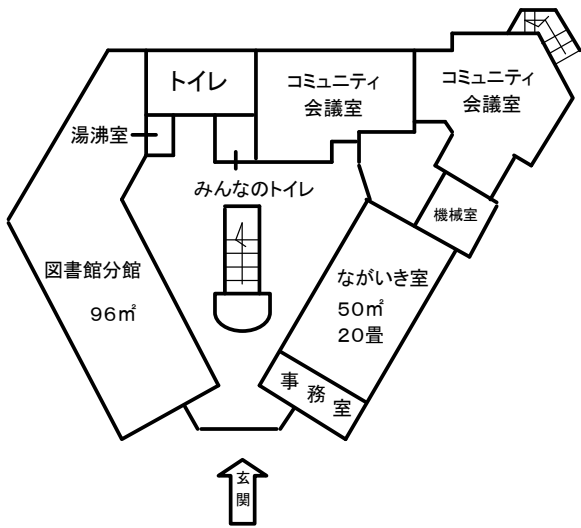 トイレ
コミュニティ
会議室
コミュニティ
会議室
湯沸室
みんなのトイレ
機械室
図書館分館
96㎡
ながいき室
50㎡
20畳
事務室
玄関